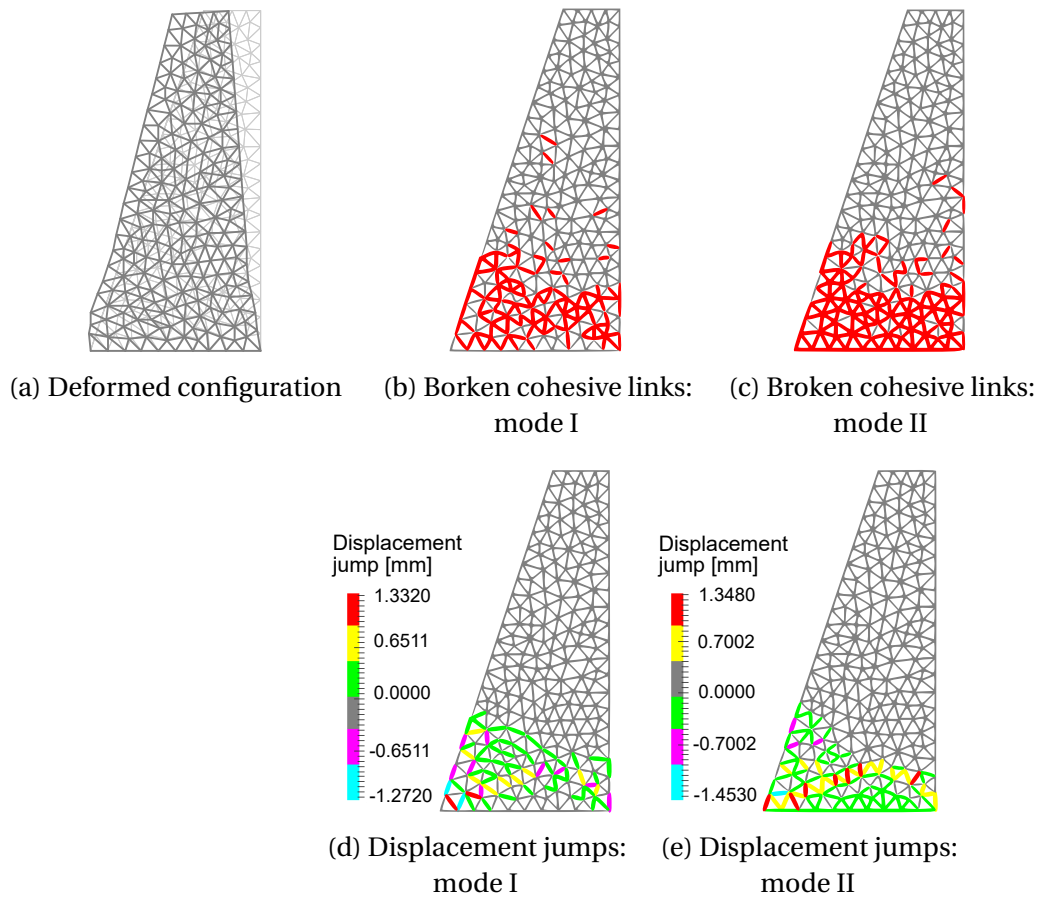 (a) Deformed configuration
(b) Borken cohesive links:
mode I
(c) Broken cohesive links:
mode II
Displacement
jump [mm]
1.3320
0.6511
0.0000
-0.6511
-1.2720
(d) Displacement jumps:
mode I
Displacement
jump [mm]
1.3480
0.7002
0.0000
-0.7002
-1.4530
(e) Displacement jumps:
mode II